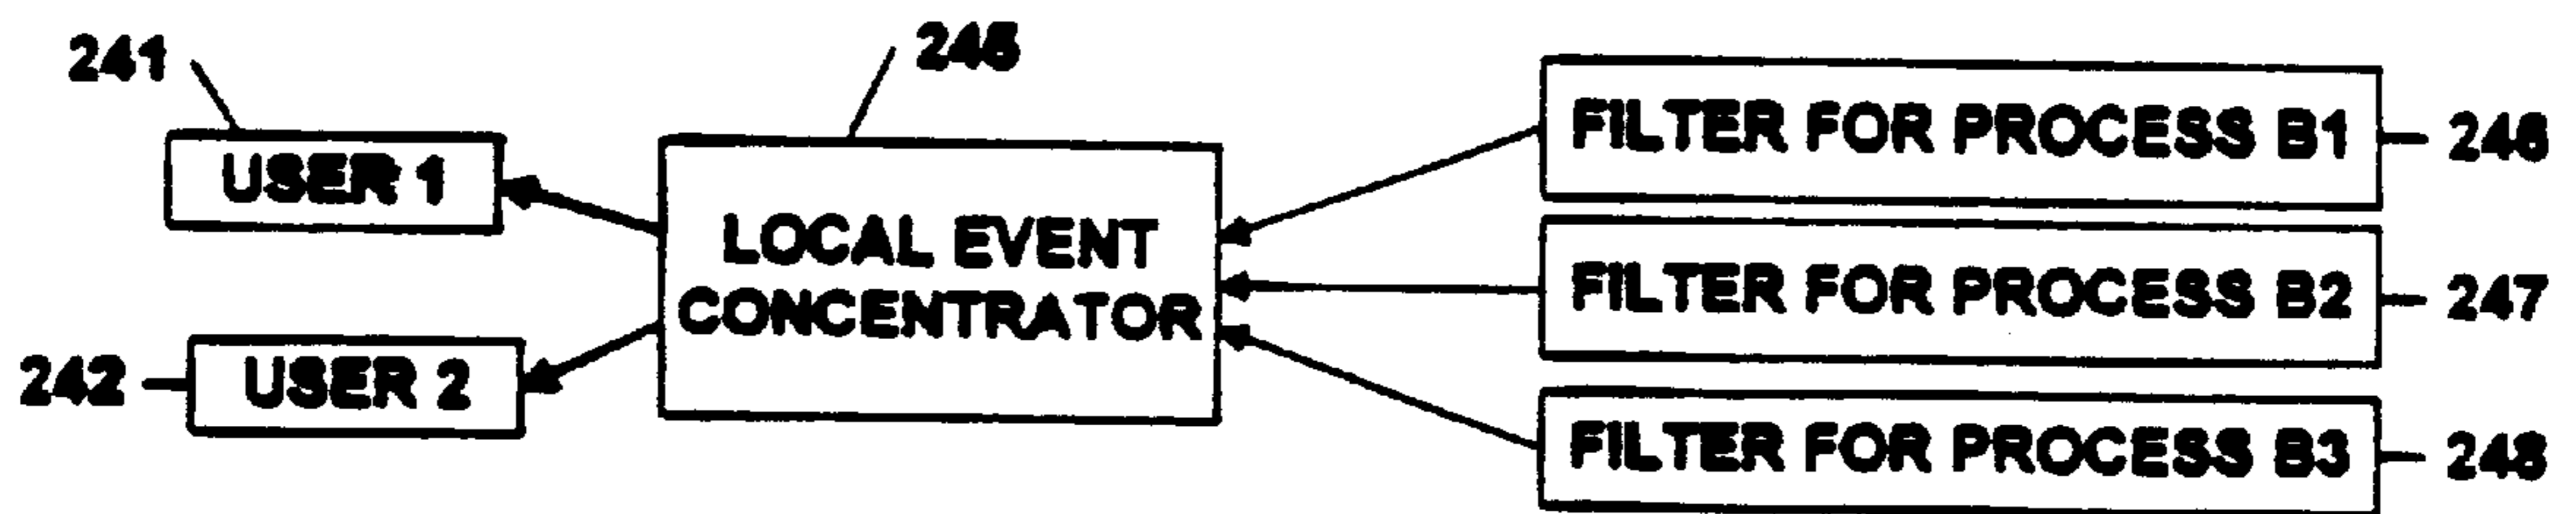 241
245
USER 1
LOCAL EVENT
CONCENTRATOR
FILTER FOR PROCESS B1
246
FILTER FOR PROCESS B2
247
242
USER 2
FILTER FOR PROCESS B3
248